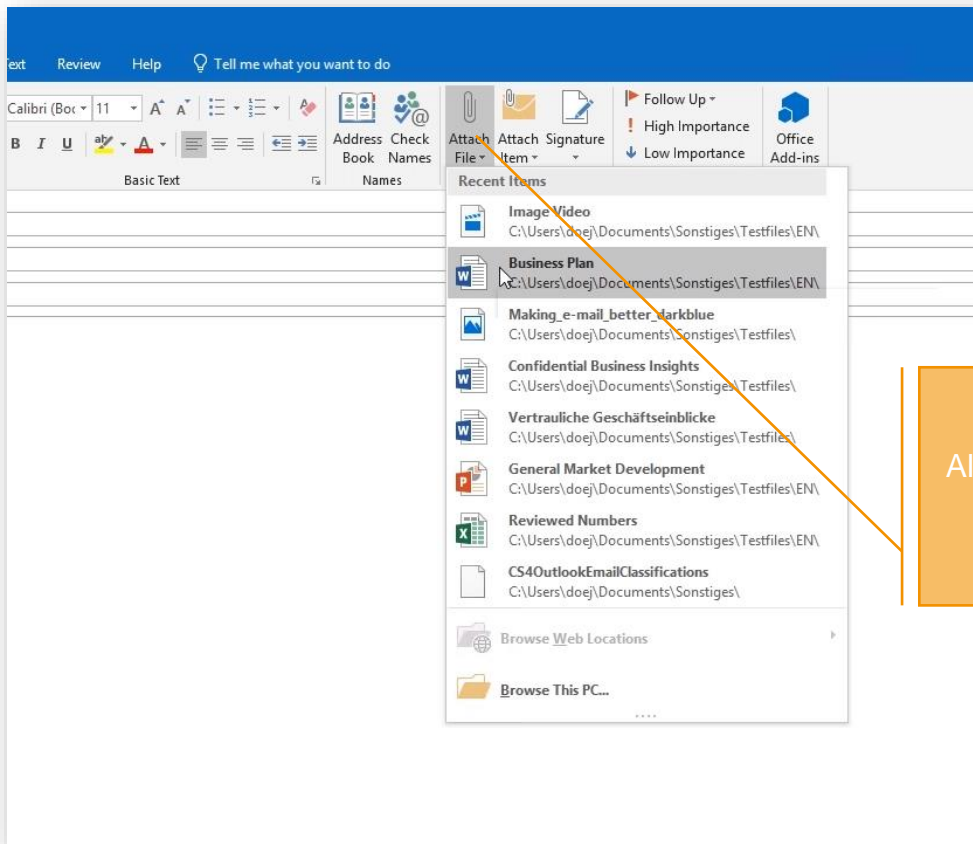 Review Help Tell me what you want to do
Calibri (Boc 11
B I U
Basic Text
Address Book
Check Names
Names
Attach File
Attach Item
Signature
Follow Up
High Importance
Low Importance
Office Add-ins
Recent Items
Image Video
C:\Users\doej\Documents\Sonstiges\Testfiles\EN\
Business Plan
C:\Users\doej\Documents\Sonstiges\Testfiles\EN\
Making_e-mail_better_darkblue
C:\Users\doej\Documents\Sonstiges\Testfiles\
Confidential Business Insights
C:\Users\doej\Documents\Sonstiges\Testfiles\
Vertrauliche Geschäftseinblicke
C:\Users\doej\Documents\Sonstiges\Testfiles\
General Market Development
C:\Users\doej\Documents\Sonstiges\Testfiles\EN\
Reviewed Numbers
C:\Users\doej\Documents\Sonstiges\Testfiles\EN\
CS4OutlookEmailClassifications
C:\Users\doej\Documents\Sonstiges\
Browse Web Locations
Browse This PC...